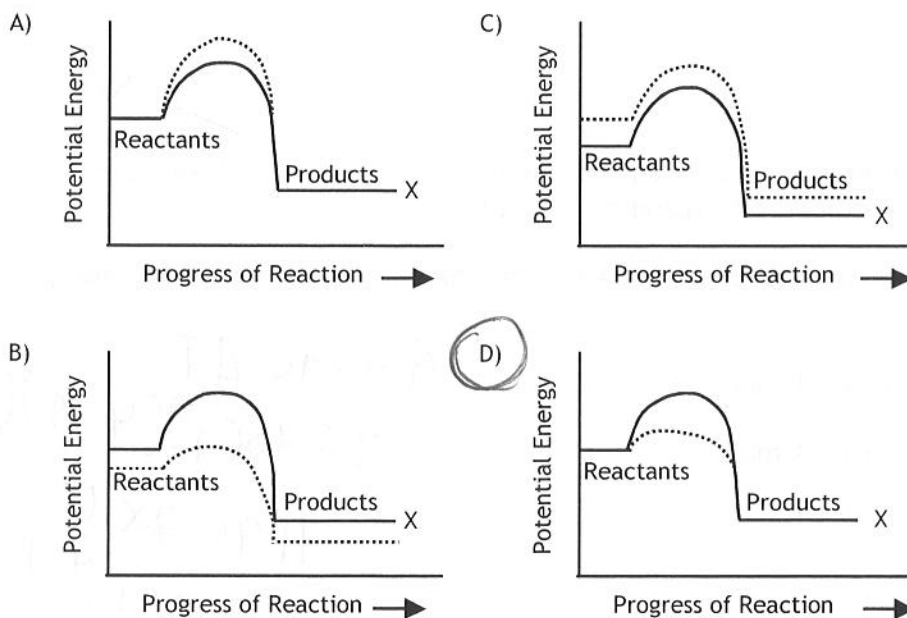 A)
Potential Energy
Reactants
Products
X
Progress of Reaction
C)
Potential Energy
Reactants
Products
X
Progress of Reaction
B)
Potential Energy
Reactants
Products
X
Progress of Reaction
D)
Potential Energy
Reactants
Products
X
Progress of Reaction